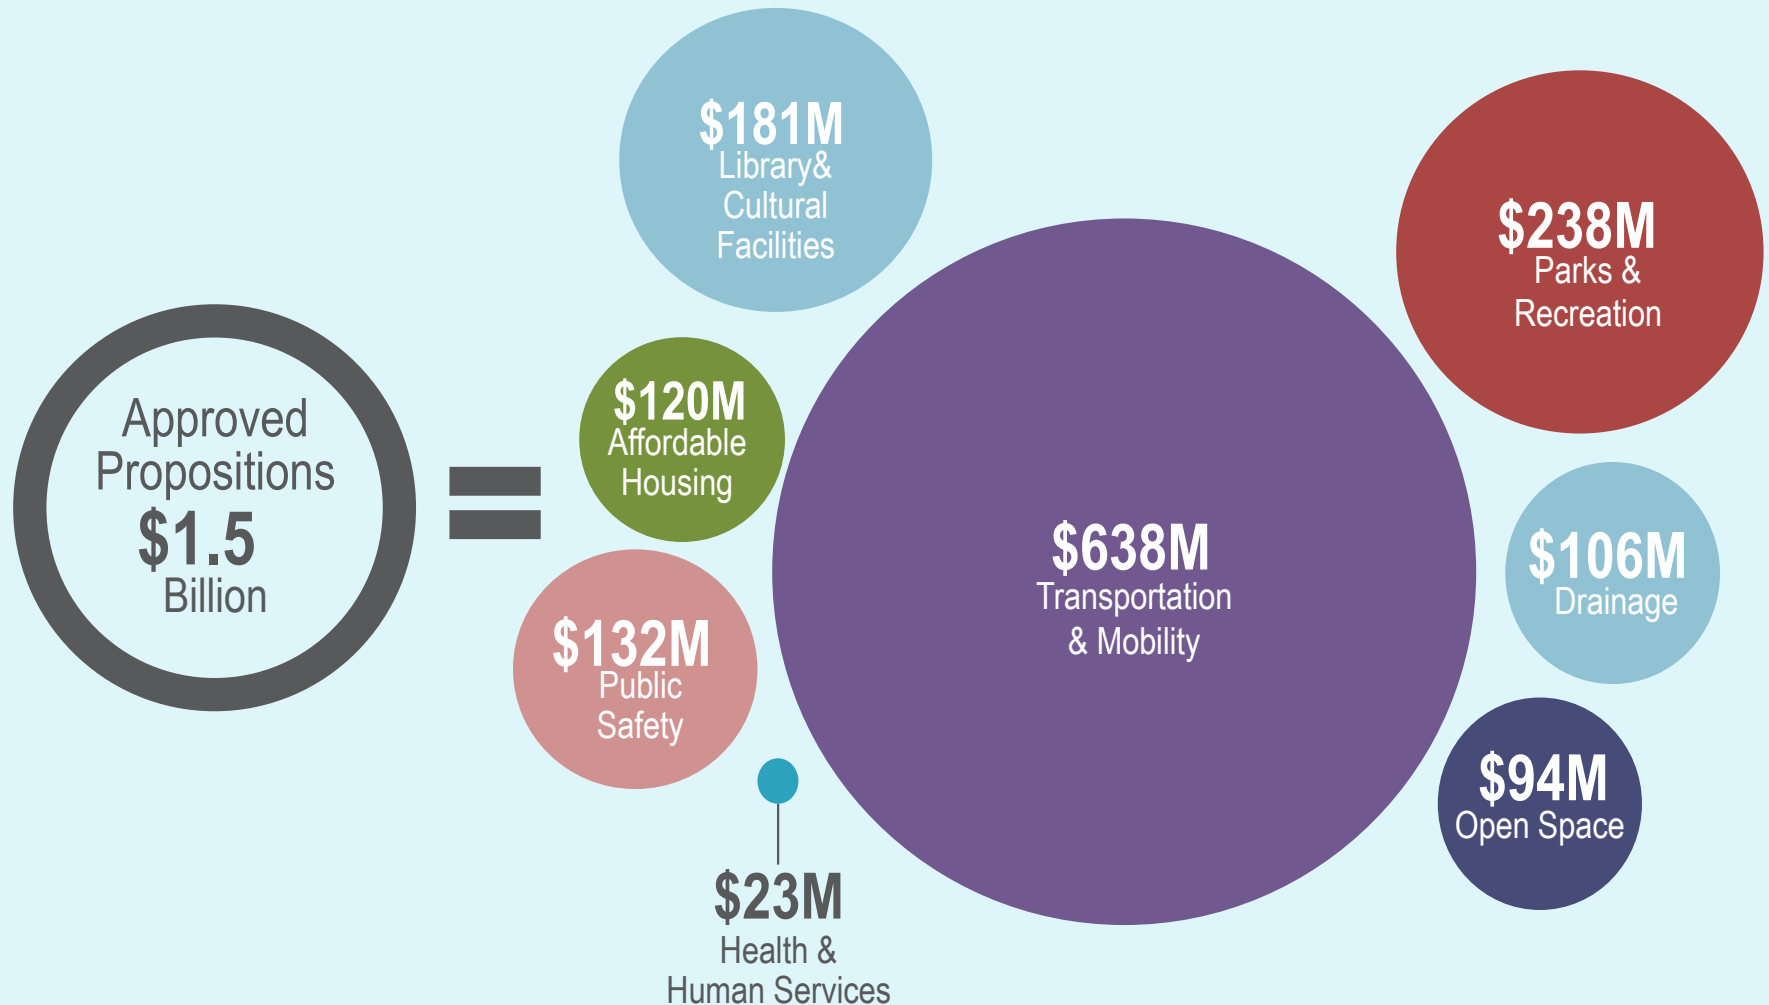 Approved
Propositions
$1.5
Billion
$181M
Library&
Cultural
Facilities
$120M
Affordable
Housing
$132M
Public
Safety
$23M
Health &
Human Services
$638M
Transportation
& Mobility
$238M
Parks &
Recreation
$106M
Drainage
$94M
Open Space